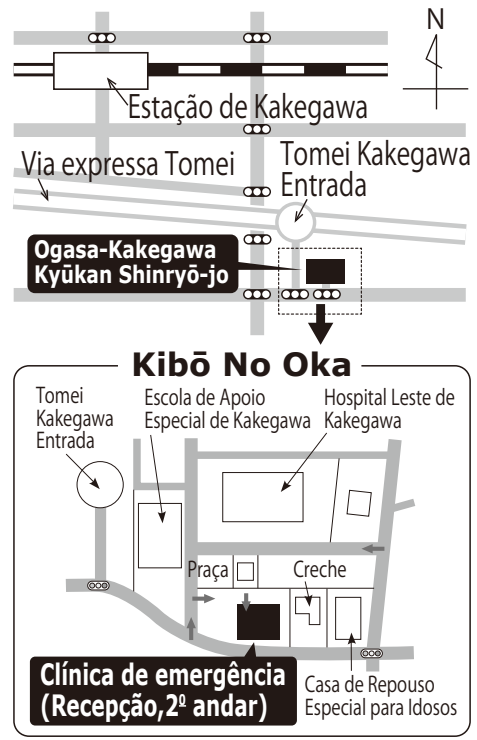 N
Estação de Kakegawa
Via expressa Tomei
Tomei Kakegawa
Entrada
Ogasa-Kakegawa
Kyūkan Shinryō-jo
Kibō No Oka
Tomei
Kakegawa
Entrada
Escola de Apoio
Especial de Kakegawa
Hospital Leste de
Kakegawa
Praça
Creche
Clínica de emergência
(Recepção,2º andar)
Casa de Repouso
Especial para Idosos